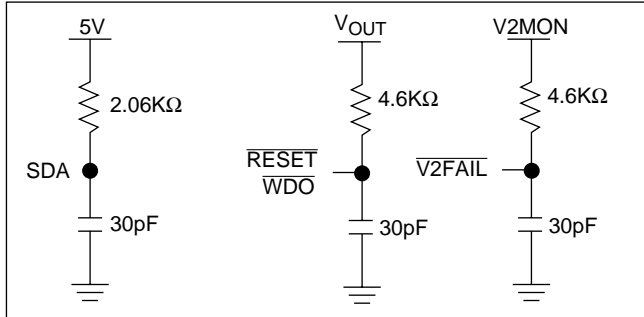 5V
2.06KΩ
SDA
30pF
VOUT
4.6KΩ
RESET
WDO
30pF
V2MON
4.6KΩ
V2FAIL
30pF